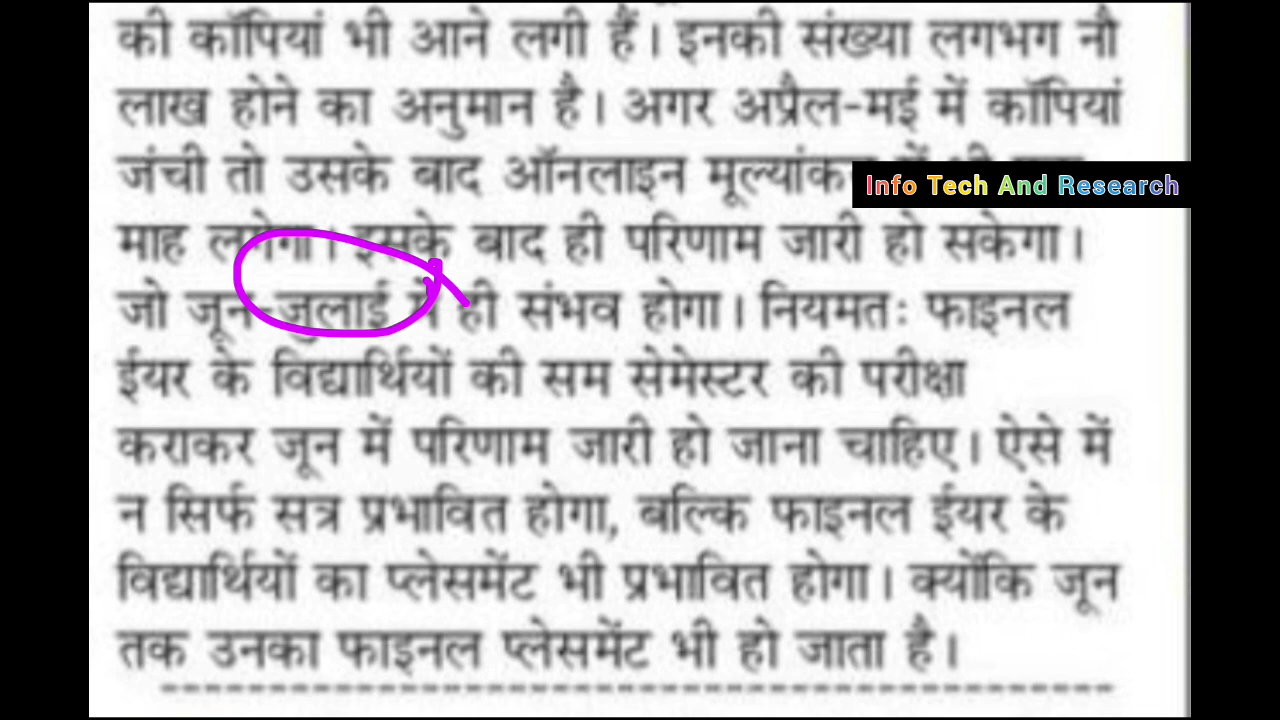 की कॉपियां भी आने लगी हैं। इनकी संख्या लगभग नौ
लाख होने का अनुमान है। अगर अप्रैल-मई में कॉपियां
जंची तो उसके बाद ऑनलाइन मूल्यांक
Info Tech And Research
माह लगेगा। इसके बाद ही परिणाम जारी हो सकेगा।
जो जून-जुलाई में ही संभव होगा। नियमतः फाइनल
ईयर के विद्यार्थियों की सम सेमेस्टर की परीक्षा
कराकर जून में परिणाम जारी हो जाना चाहिए। ऐसे में
न सिर्फ सत्र प्रभावित होगा, बल्कि फाइनल ईयर के
विद्यार्थियों का प्लेसमेंट भी प्रभावित होगा। क्योंकि जून
तक उनका फाइनल प्लेसमेंट भी हो जाता है।